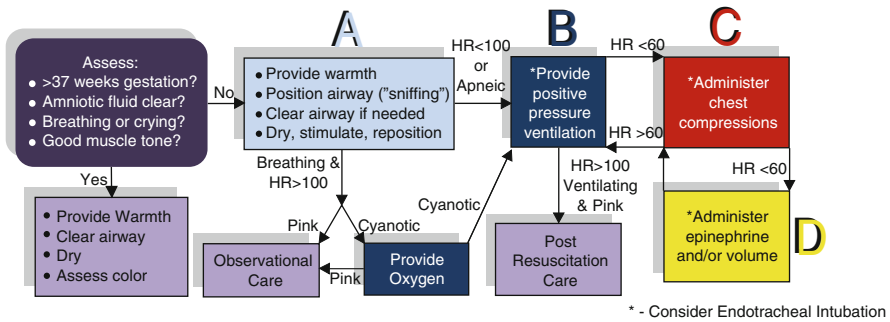 Assess:
• >37 weeks gestation?
• Amniotic fluid clear?
• Breathing or crying?
• Good muscle tone?
No
Yes
• Provide Warmth
• Clear airway
• Dry
• Assess color
A
• Provide warmth
• Position airway (”sniffing”)
• Clear airway if needed
• Dry, stimulate, reposition
Breathing &
HR>100
Pink
Cyanotic
Observational
Care
Pink
Provide
Oxygen
Cyanotic
HR<100
or
Apneic
B
*Provide
positive
pressure
ventilation
HR>100
Ventilating
& Pink
Post
Resuscitation
Care
HR <60
HR >60
C
*Administer
chest
compressions
HR <60
*Administer
epinephrine
and/or volume
D
* - Consider Endotracheal Intubation